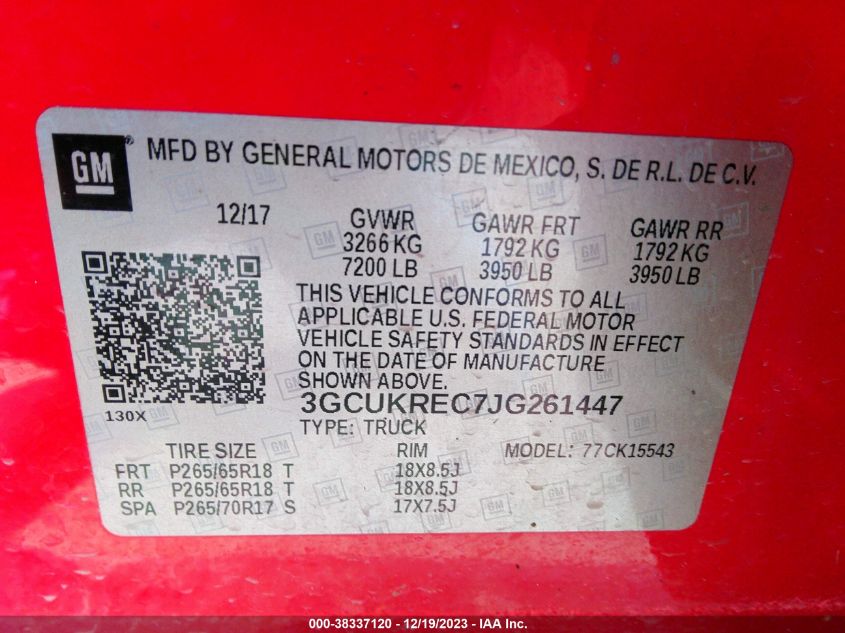 GM® MFD BY GENERAL MOTORS DE MEXICO, S. DE R.L. DE C.V.
12/17 GVWR GAWR FRT GAWR RR
3266 KG 1792 KG 1792 KG
7200 LB 3950 LB 3950 LB
THIS VEHICLE CONFORMS TO ALL
APPLICABLE U.S. FEDERAL MOTOR
VEHICLE SAFETY STANDARDS IN EFFECT
ON THE DATE OF MANUFACTURE
SHOWN ABOVE.
130X 3GCUKREC7JG261447
TYPE: TRUCK
TIRE SIZE RIM MODEL: 77CK15543
FRT P265/65R18 T 18X8.5J
RR P265/65R18 T 18X8.5J
SPA P265/70R17 S 17X7.5J
000-38337120 - 12/19/2023 - IAA Inc.